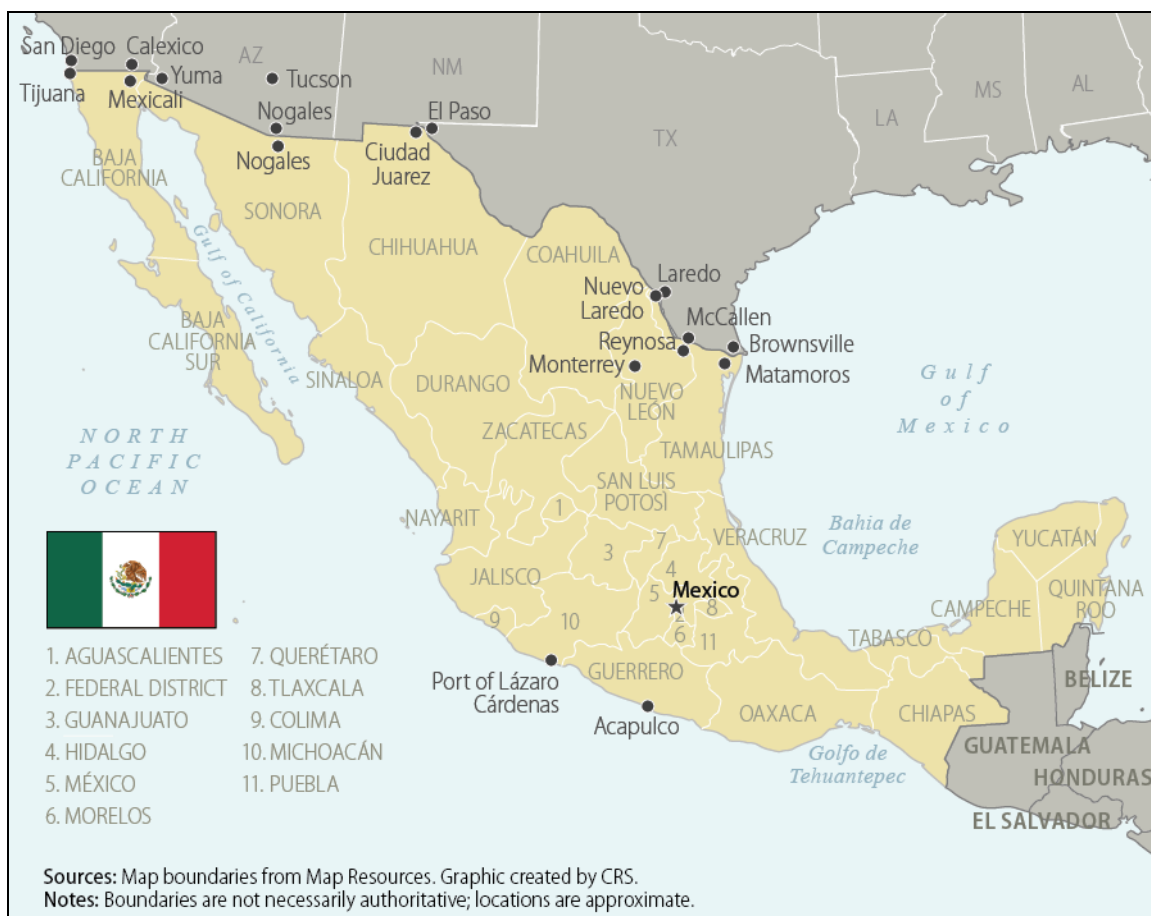 San Diego
Calexico
AZ
NM
Yuma
Tucson
Tijuana
Mexicali
Nogales
El Paso
TX
LA
MS
AL
Nogales
Ciudad
Juarez
BAJA
CALIFORNIA
SONORA
CHIHUAHUA
COAHUILA
Gulf of California
Nuevo
Laredo
Laredo
McCallen
Reynosa
Brownsville
Monterrey
Matamoros
BAJA
CALIFORNIA
SUR
SINALOA
DURANGO
NUEVO
LEÓN
Gulf
of
Mexico
ZACATECAS
TAMAULIPAS
NORTH
PACIFIC
OCEAN
SAN LUIS
POTOSÍ
NAYARIT
1
3
7
VERACRUZ
Bahia de
Campeche
YUCATÁN
JALISCO
4
5
Mexico
2
8
QUINTANA
ROO
CAMPECHE
9
10
6
11
TABASCO
GUERRERO
Port of Lázaro
Cárdenas
BELIZE
Acapulco
OAXACA
CHIAPAS
Golfo de
Tehuantepec
GUATEMALA
HONDURAS
EL SALVADOR
1. AGUASCALIENTES
2. FEDERAL DISTRICT
3. GUANAJUATO
4. HIDALGO
5. MÉXICO
6. MORELOS
7. QUERÉTARO
8. TLAXCALA
9. COLIMA
10. MICHOACÁN
11. PUEBLA
Sources: Map boundaries from Map Resources. Graphic created by CRS.
Notes: Boundaries are not necessarily authoritative; locations are approximate.